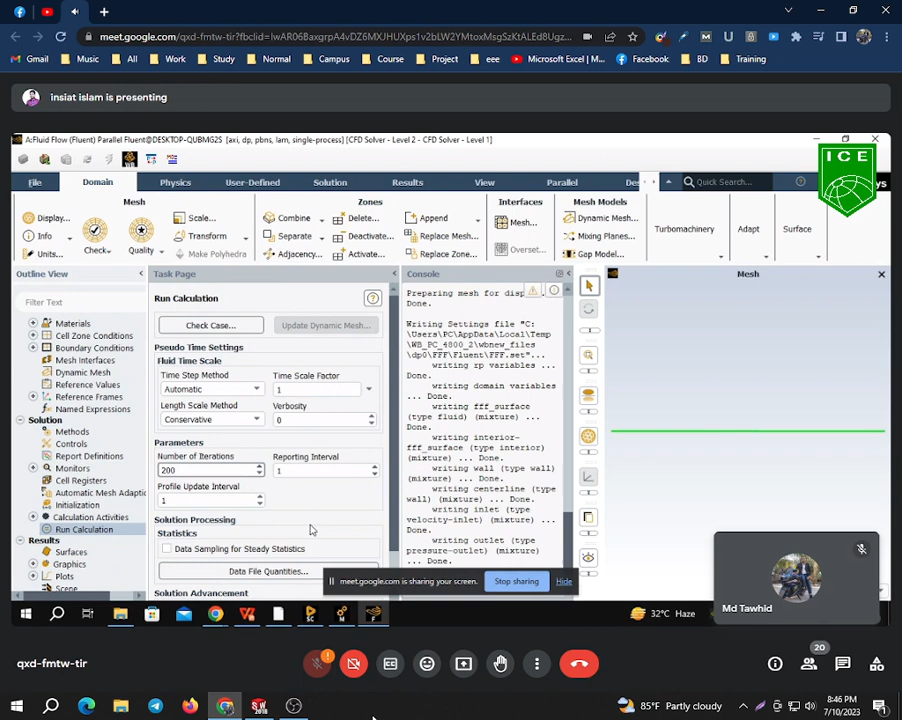 meet.google.com/qxd-fmtw-tir?fbclid=IwAR06BaxgrpA4vDZ6MXJHUXps1v2bLW2YMtoxMsgSzKtALEd8Ugz...
Gmail Music All Work Study Normal Campus Course Project eee Microsoft Excel | M... Facebook BD Training
insiat islam is presenting
A:Fluid Flow (Fluent) Parallel Fluent@DESKTOP-QUBMG2S [axi, dp, pbns, lam, single-process] [CFD Solver - Level 2 - CFD Solver - Level 1]
ICE
File Domain Physics User-Defined Solution Results View Parallel Des Quick Search... ys
Mesh Zones Interfaces Mesh Models
Display... Scale... Combine Delete... Append Mesh... Dynamic Mesh...
Info Transform Separate Deactivate... Replace Mesh... Mixing Planes... Turbomachinery Adapt Surface
Units... Check Quality Make Polyhedra Adjacency... Activate... Replace Zone... Overset... Gap Model...
Outline View
Filter Text
Materials
Cell Zone Conditions
Boundary Conditions
Mesh Interfaces
Dynamic Mesh
Reference Values
Reference Frames
Named Expressions
Solution
Methods
Controls
Report Definitions
Monitors
Cell Registers
Automatic Mesh Adaptio
Initialization
Calculation Activities
Run Calculation
Results
Surfaces
Graphics
Plots
Scene
Task Page
Run Calculation
Check Case... Update Dynamic Mesh...
Pseudo Time Settings
Fluid Time Scale
Time Step Method Time Scale Factor
Automatic 1
Length Scale Method Verbosity
Conservative 0
Parameters
Number of Iterations Reporting Interval
200 1
Profile Update Interval
1
Solution Processing
Statistics
Data Sampling for Steady Statistics
Data File Quantities...
Solution Advancement
Console
Preparing mesh for disp
Done.
Writing Settings file "C:
\Users\PC\AppData\Local\Temp
\WB_PC_4800_2\wbnew_files
\dp0\FFF\Fluent\FFF.set"...
writing rp variables ...
Done.
writing domain variables
... Done.
writing fff_surface
(type fluid) (mixture) ...
Done.
writing interior-
fff_surface (type interior)
(mixture) ... Done.
writing wall (type wall)
(mixture) ... Done.
writing centerline (type
wall) (mixture) ... Done.
writing inlet (type
velocity-inlet) (mixture) ...
Done.
writing outlet (type
pressure-outlet) (mixture) ...
Done.
Mesh
meet.google.com is sharing your screen. Stop sharing Hide
Md Tawhid
32°C Haze
qxd-fmtw-tir
20
85°F Partly cloudy
8:46 PM
7/10/2023